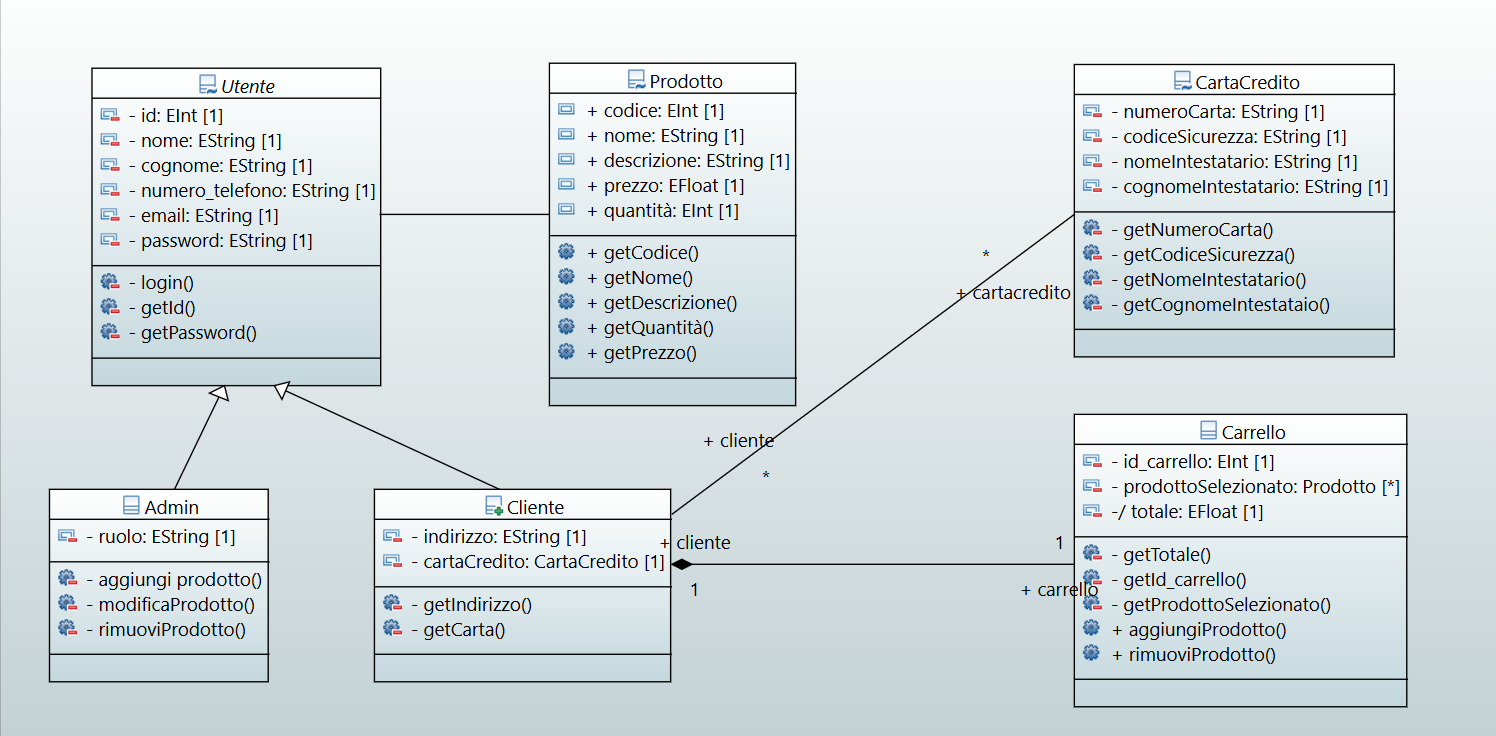 Utente
- id: EInt [1]
- nome: EString [1]
- cognome: EString [1]
- numero_telefono: EString [1]
- email: EString [1]
- password: EString [1]
- login()
- getId()
- getPassword()
Prodotto
+ codice: EInt [1]
+ nome: EString [1]
+ descrizione: EString [1]
+ prezzo: EFloat [1]
+ quantità: EInt [1]
+ getCodice()
+ getNome()
+ getDescrizione()
+ getQuantità()
+ getPrezzo()
CartaCredito
- numeroCarta: EString [1]
- codiceSicurezza: EString [1]
- nomeIntestatario: EString [1]
- cognomeIntestatario: EString [1]
- getNumeroCarta()
- getCodiceSicurezza()
- getNomeIntestatario()
- getCognomeIntestataio()
*
+ cartacredito
+ cliente
*
Admin
- ruolo: EString [1]
- aggiungi prodotto()
- modificaProdotto()
- rimuoviProdotto()
Cliente
- indirizzo: EString [1]
- cartaCredito: CartaCredito [1]
- getIndirizzo()
- getCarta()
+ cliente
1
1
+ carrello
Carrello
- id_carrello: EInt [1]
- prodottoSelezionato: Prodotto [*]
-/ totale: EFloat [1]
- getTotale()
- getId_carrello()
- getProdottoSelezionato()
+ aggiungiProdotto()
+ rimuoviProdotto()